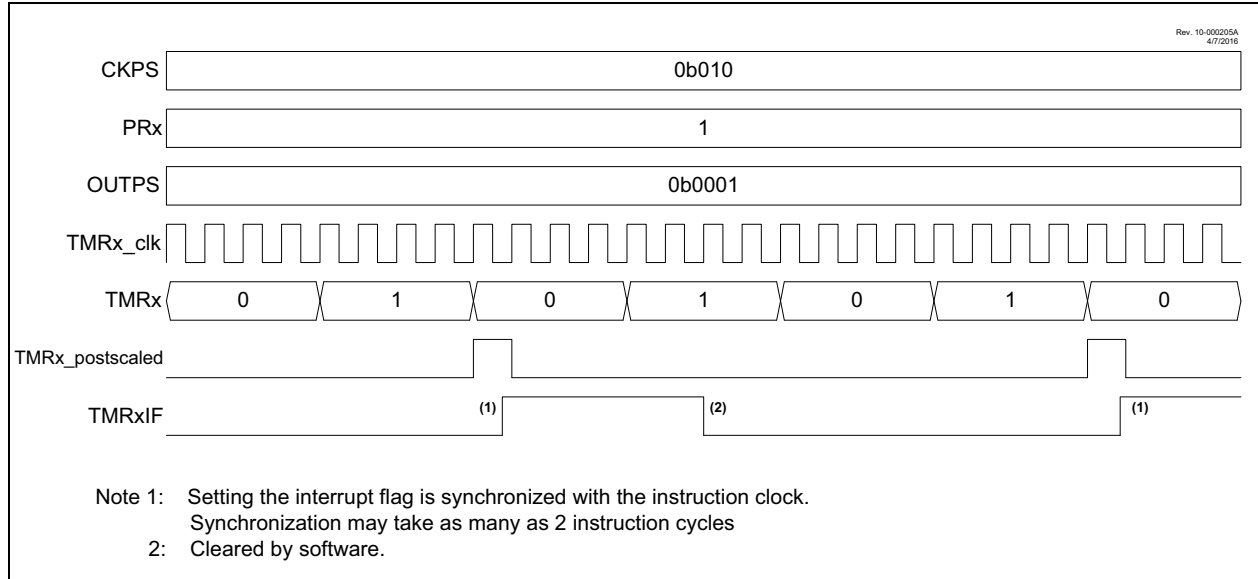 Rev. 10-000205A
4/7/2016
CKPS 0b010
PRx 1
OUTPS 0b0001
TMRx_clk
TMRx 0 1 0 1 0 1 0
TMRx_postscaled
TMRxIF (1) (2) (1)
Note 1: Setting the interrupt flag is synchronized with the instruction clock.
Synchronization may take as many as 2 instruction cycles
2: Cleared by software.